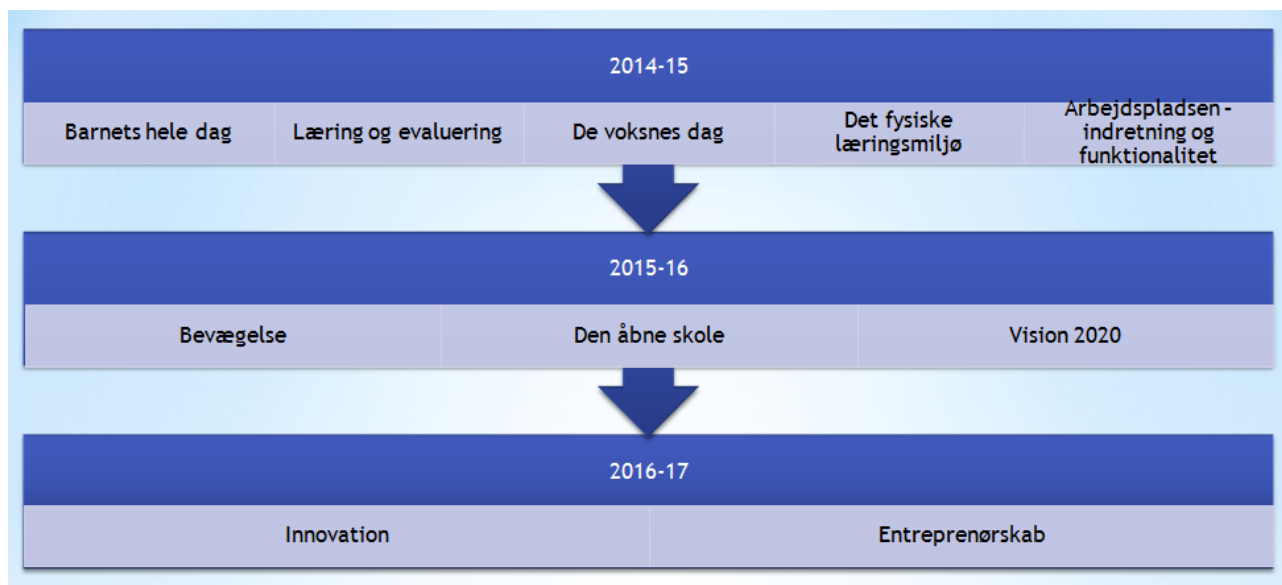 2014-15
Barnets hele dag
Læring og evaluering
De voksnes dag
Det fysiske
læringsmiljø
Arbejdspladsen –
indretning og
funktionalitet
2015-16
Bevægelse
Den åbne skole
Vision 2020
2016-17
Innovation
Entreprenørskab